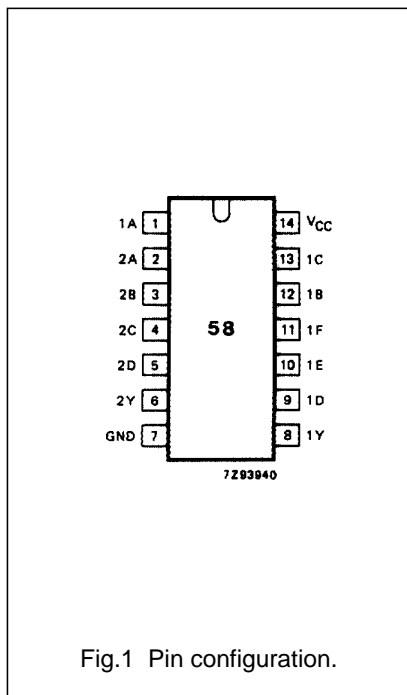 1A 1 14 VCC
2A 2 13 1C
2B 3 12 1B
2C 4 58 11 1F
2D 5 10 1E
2Y 6 9 1D
GND 7 8 1Y
7Z93940
Fig.1 Pin configuration.